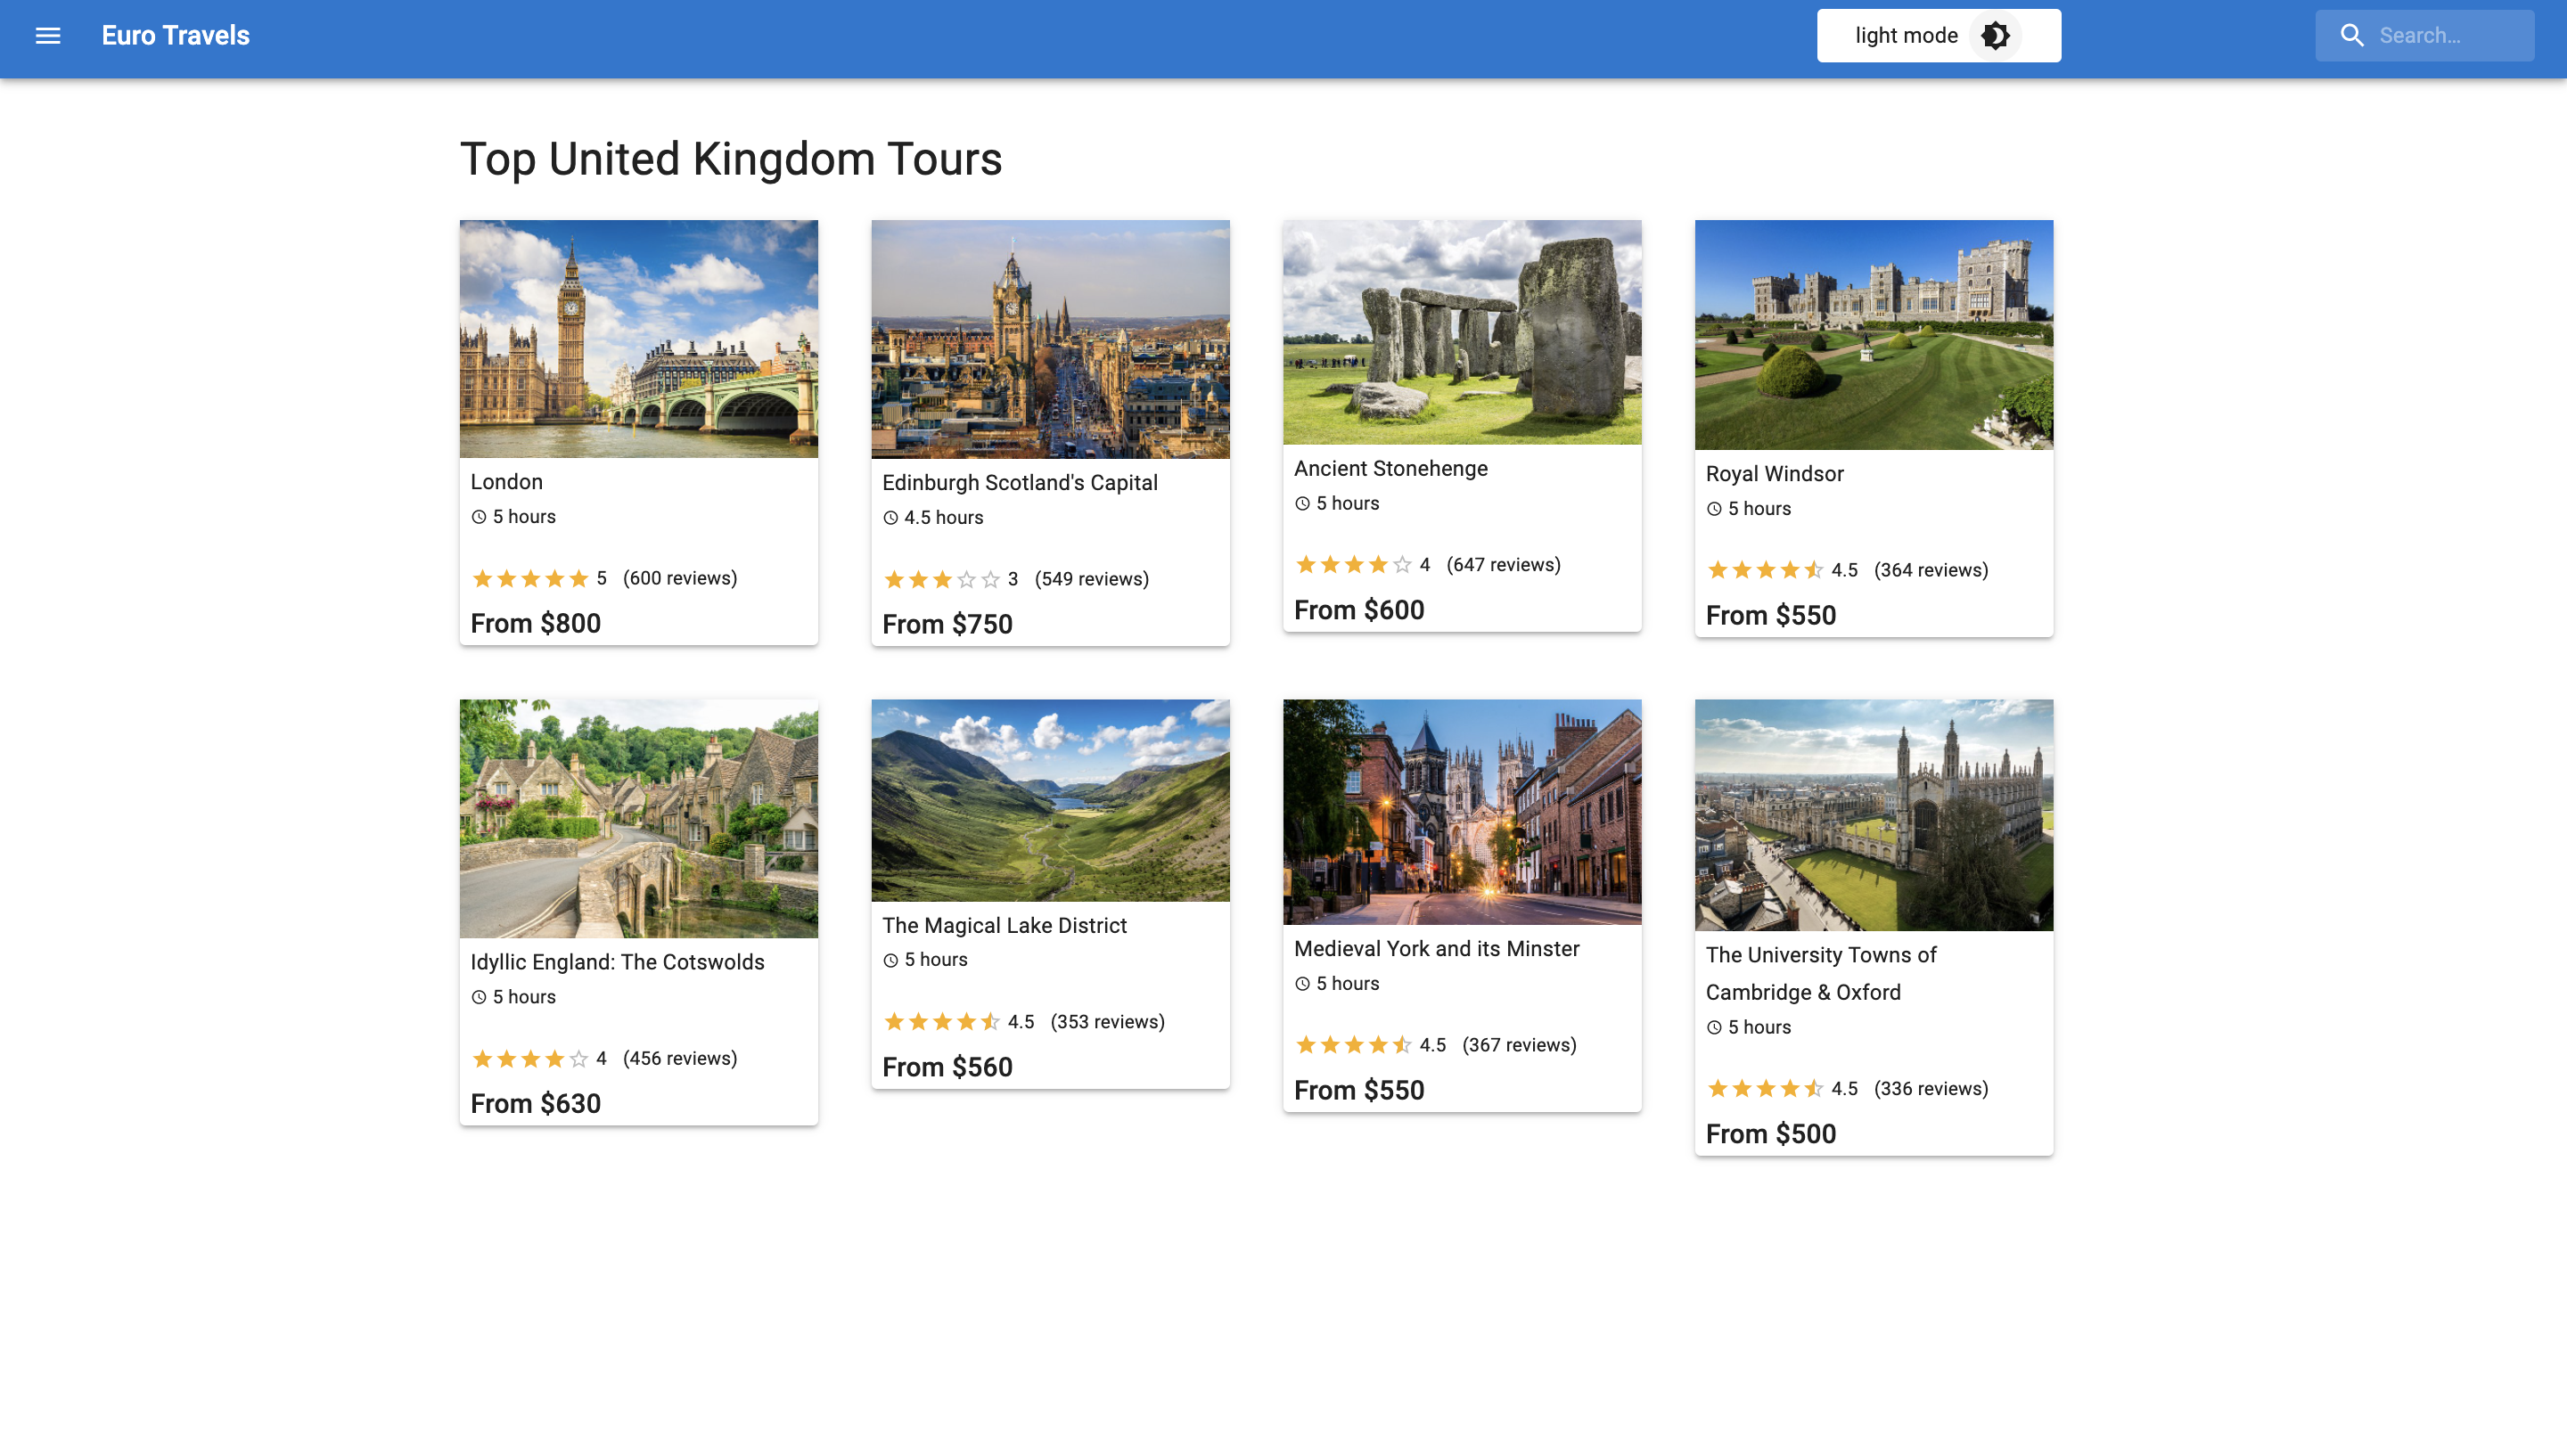 Euro Travels
light mode
Search…
Top United Kingdom Tours
London
5 hours
5 (600 reviews)
From $800
Edinburgh Scotland's Capital
4.5 hours
3 (549 reviews)
From $750
Ancient Stonehenge
5 hours
4 (647 reviews)
From $600
Royal Windsor
5 hours
4.5 (364 reviews)
From $550
Idyllic England: The Cotswolds
5 hours
4 (456 reviews)
From $630
The Magical Lake District
5 hours
4.5 (353 reviews)
From $560
Medieval York and its Minster
5 hours
4.5 (367 reviews)
From $550
The University Towns of
Cambridge & Oxford
5 hours
4.5 (336 reviews)
From $500